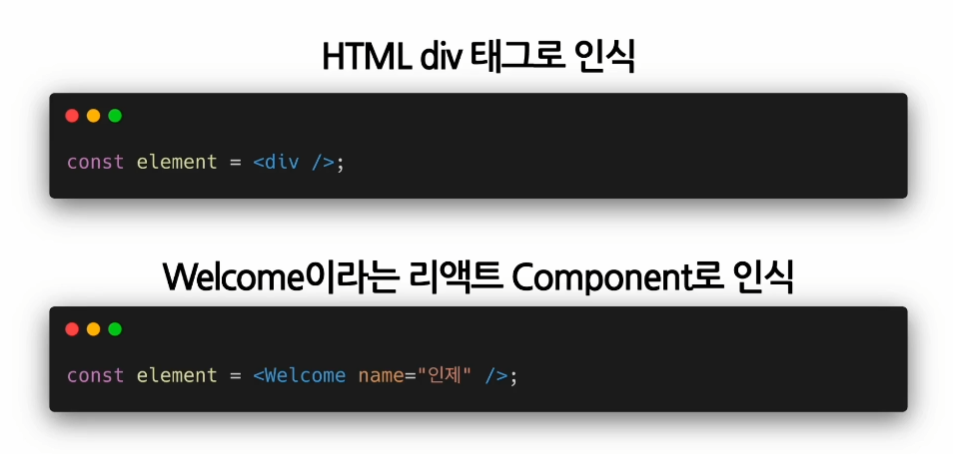 HTML div 태그로 인식
const element = <div />;
Welcome이라는 리액트 Component로 인식
const element = <Welcome name="인제" />;